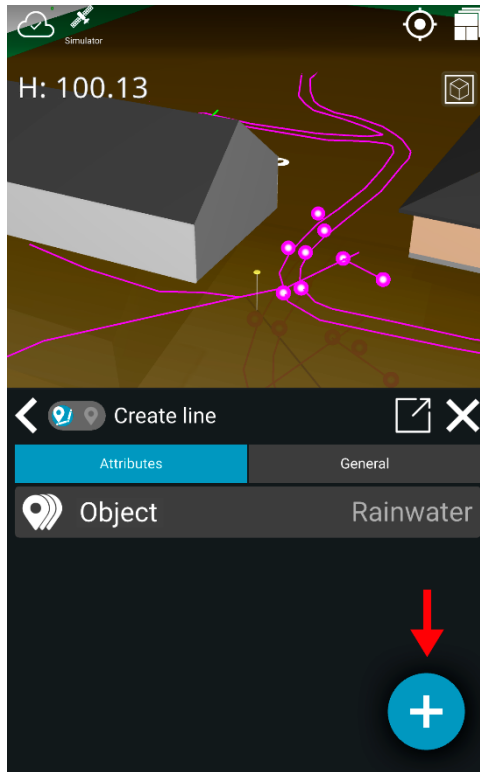 Simulator
H: 100.13
Create line
Attributes General
Object Rainwater